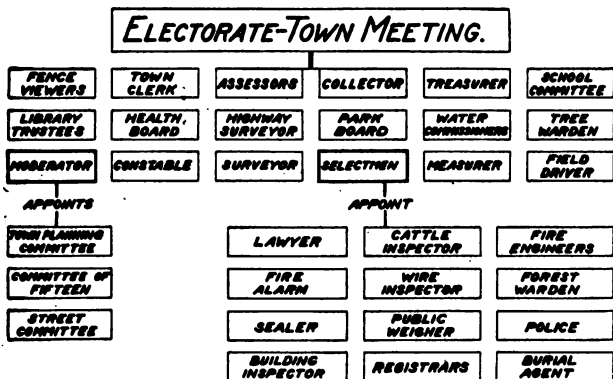 ELECTORATE-TOWN MEETING.
FENCE VIEWERS
TOWN CLERK
ASSESSORS
COLLECTOR
TREASURER
SCHOOL COMMITTEE
LIBRARY TRUSTEES
HEALTH, BOARD
HIGHWAY SURVEYOR
PARK BOARD
WATER COMMISSIONERS
TREE WARDEN
MODERATOR
CONSTABLE
SURVEYOR
SELECTMEN
MEASURER
FIELD DRIVER
APPOINTS
APPOINT
TOWN PLANNING COMMITTEE
LAWYER
CATTLE INSPECTOR
FIRE ENGINEERS
COMMITTEE OF FIFTEEN
FIRE ALARM
WIRE INSPECTOR
FOREST WARDEN
STREET COMMITTEE
SEALER
PUBLIC WEIGHER
POLICE
BUILDING INSPECTOR
REGISTRARS
BURIAL AGENT